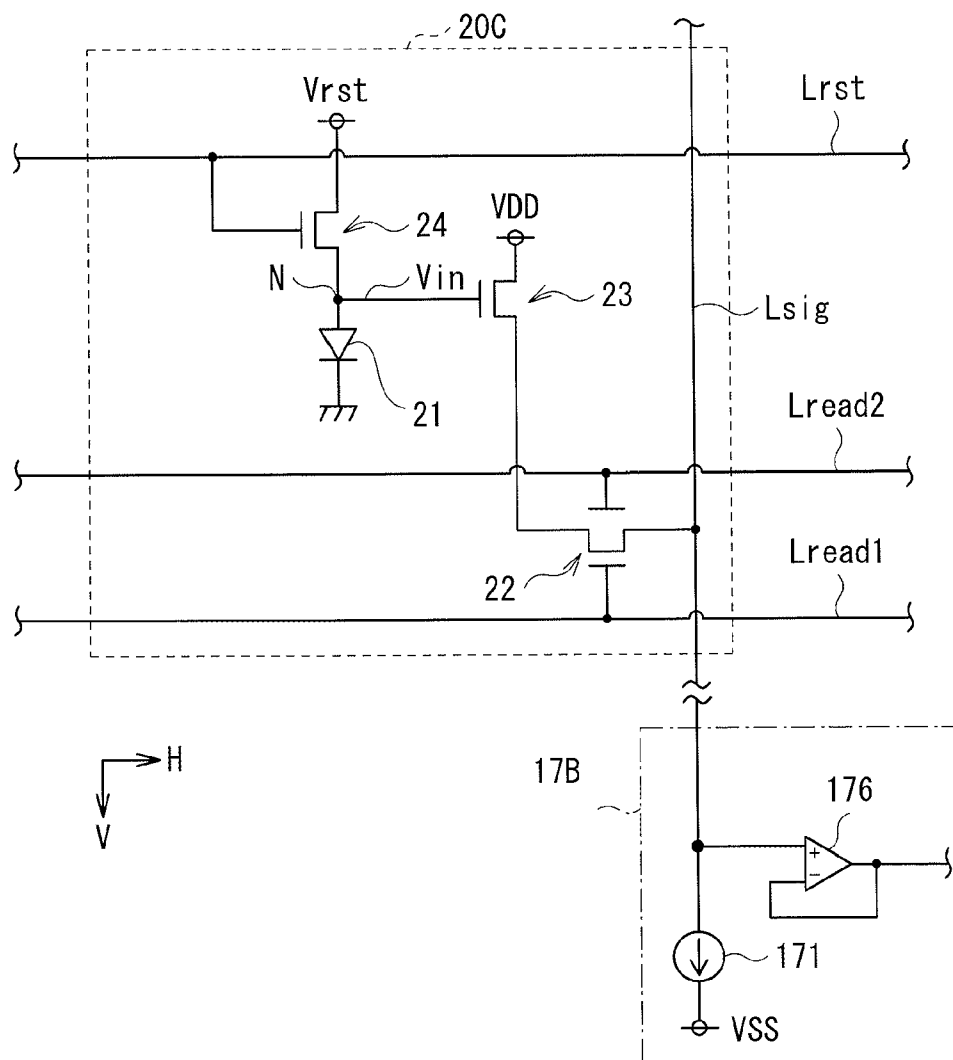 20C
Vrst
Lrst
24
VDD
N
Vin
23
Lsig
21
Lread2
22
Lread1
H
V
17B
176
+
−
171
VSS